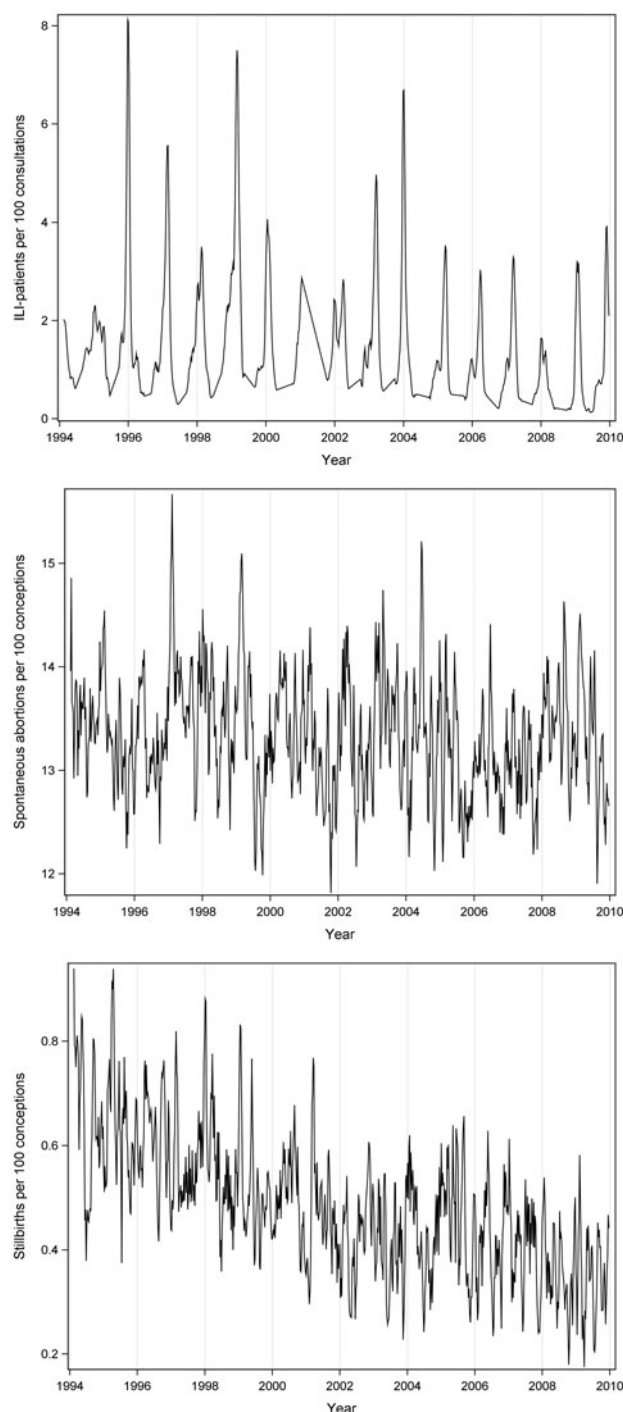 ILI-patients per 100 consultations
8
6
4
2
0
1994 1996 1998 2000 2002 2004 2006 2008 2010
Year
Spontaneous abortions per 100 conceptions
15
14
13
12
1994 1996 1998 2000 2002 2004 2006 2008 2010
Year
Stillbirths per 100 conceptions
0.8
0.6
0.4
0.2
1994 1996 1998 2000 2002 2004 2006 2008 2010
Year